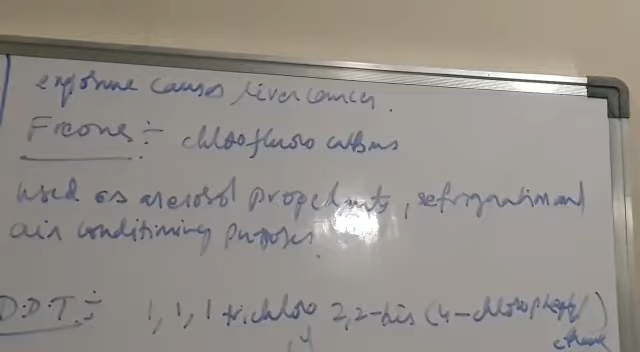 exposure causes liver cancer.
Freons :- chlorofluoro carbons
used as aerosol propellants, refrigeration and
air conditioning purposes.
D.D.T. :- 1, 1, 1 trichloro 2,2-bis (4-chlorophenyl)
ethane